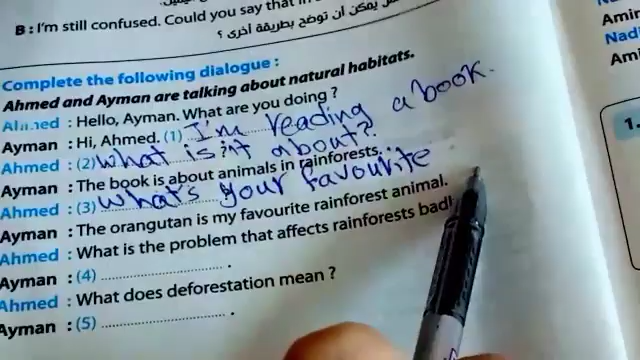 B : I'm still confused. Could you say that in
يمكن أن توضح بطريقة أخرى ؟
Complete the following dialogue :
Ahmed and Ayman are talking about natural habitats.
Ahmed : Hello, Ayman. What are you doing ?
Ayman : Hi, Ahmed. (1) I'm reading a book.
Ahmed : (2) What is it about?
Ayman : The book is about animals in rainforests.
Ahmed : (3) What's your favourite
Ayman : The orangutan is my favourite rainforest animal.
Ahmed : What is the problem that affects rainforests badl
Ayman : (4) .......................... .
Ahmed : What does deforestation mean ?
Ayman : (5) .......................... .
Amir
Nad
Ami
1.